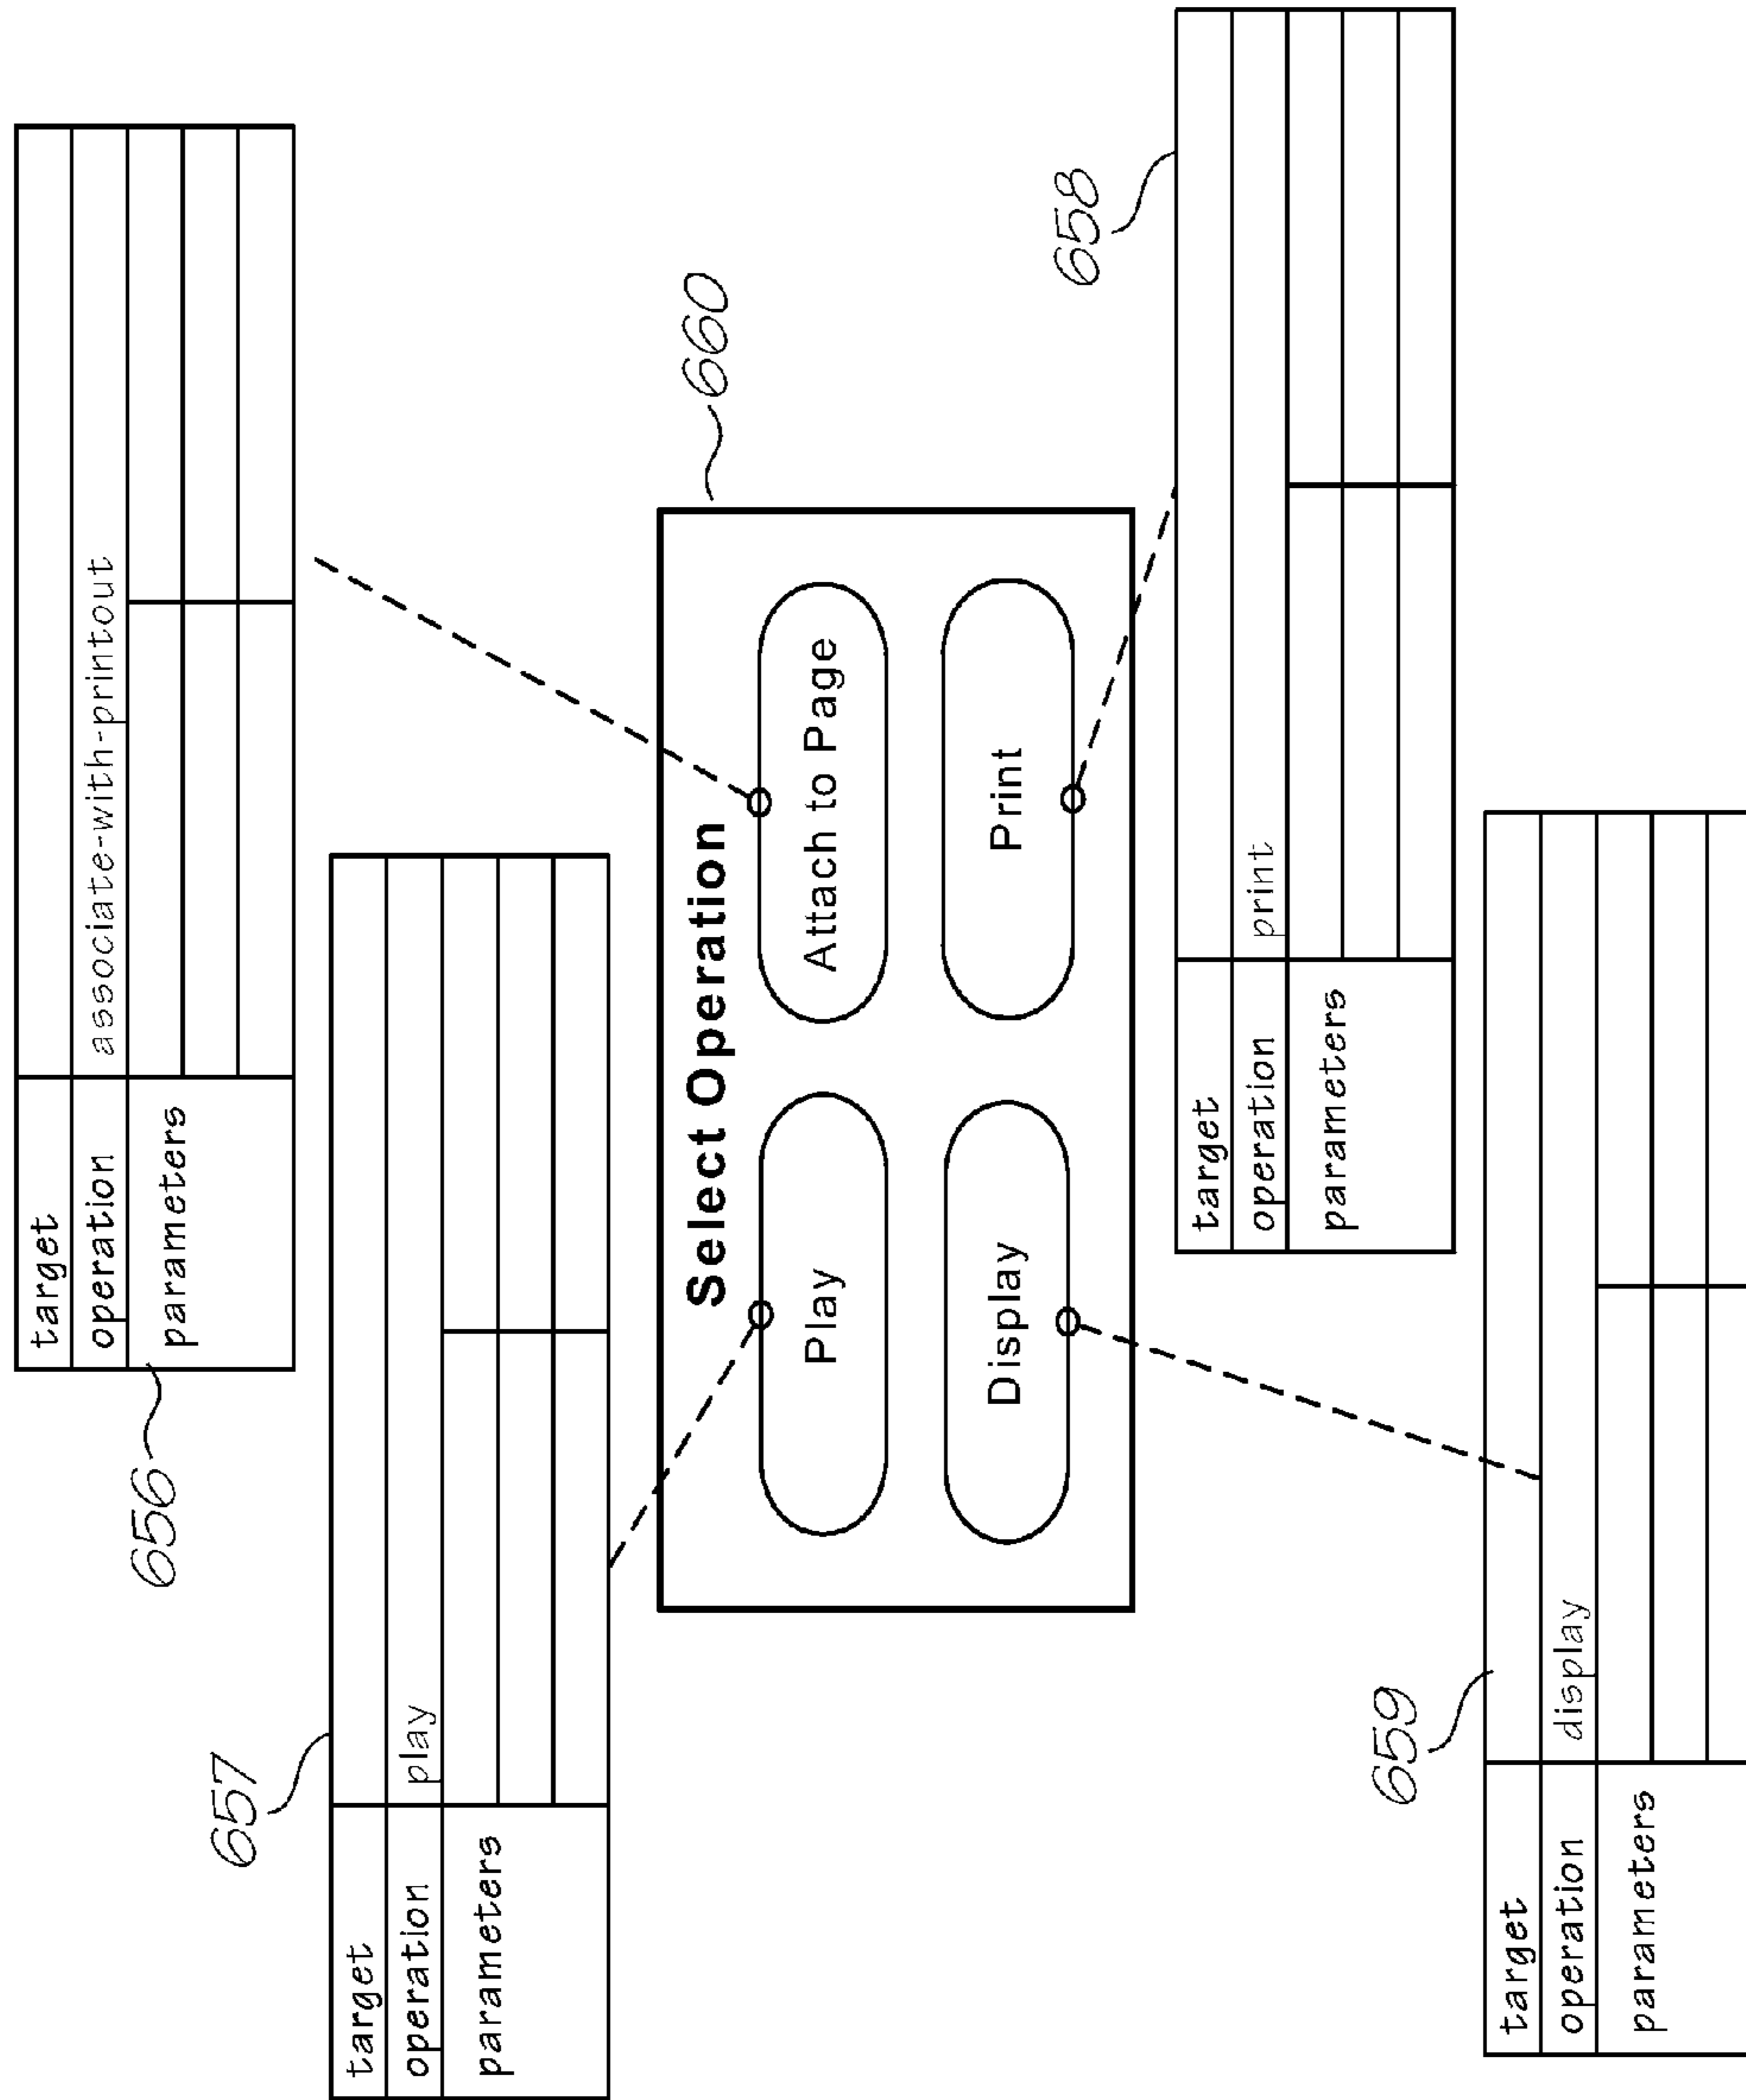 target
operation associate-with-printout
parameters
656
657
target
operation play
parameters
660
Select Operation
Play Attach to Page
Display Print
658
target
operation print
parameters
659
target
operation display
parameters